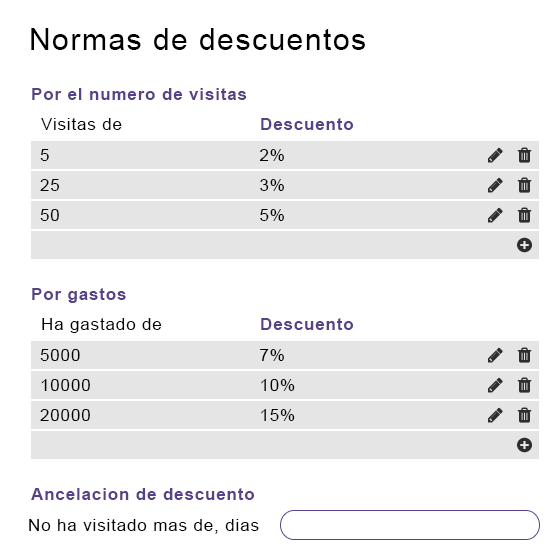 Normas de descuentos
Por el numero de visitas
Visitas de Descuento
5 2%
25 3%
50 5%
Por gastos
Ha gastado de Descuento
5000 7%
10000 10%
20000 15%
Ancelacion de descuento
No ha visitado mas de, dias